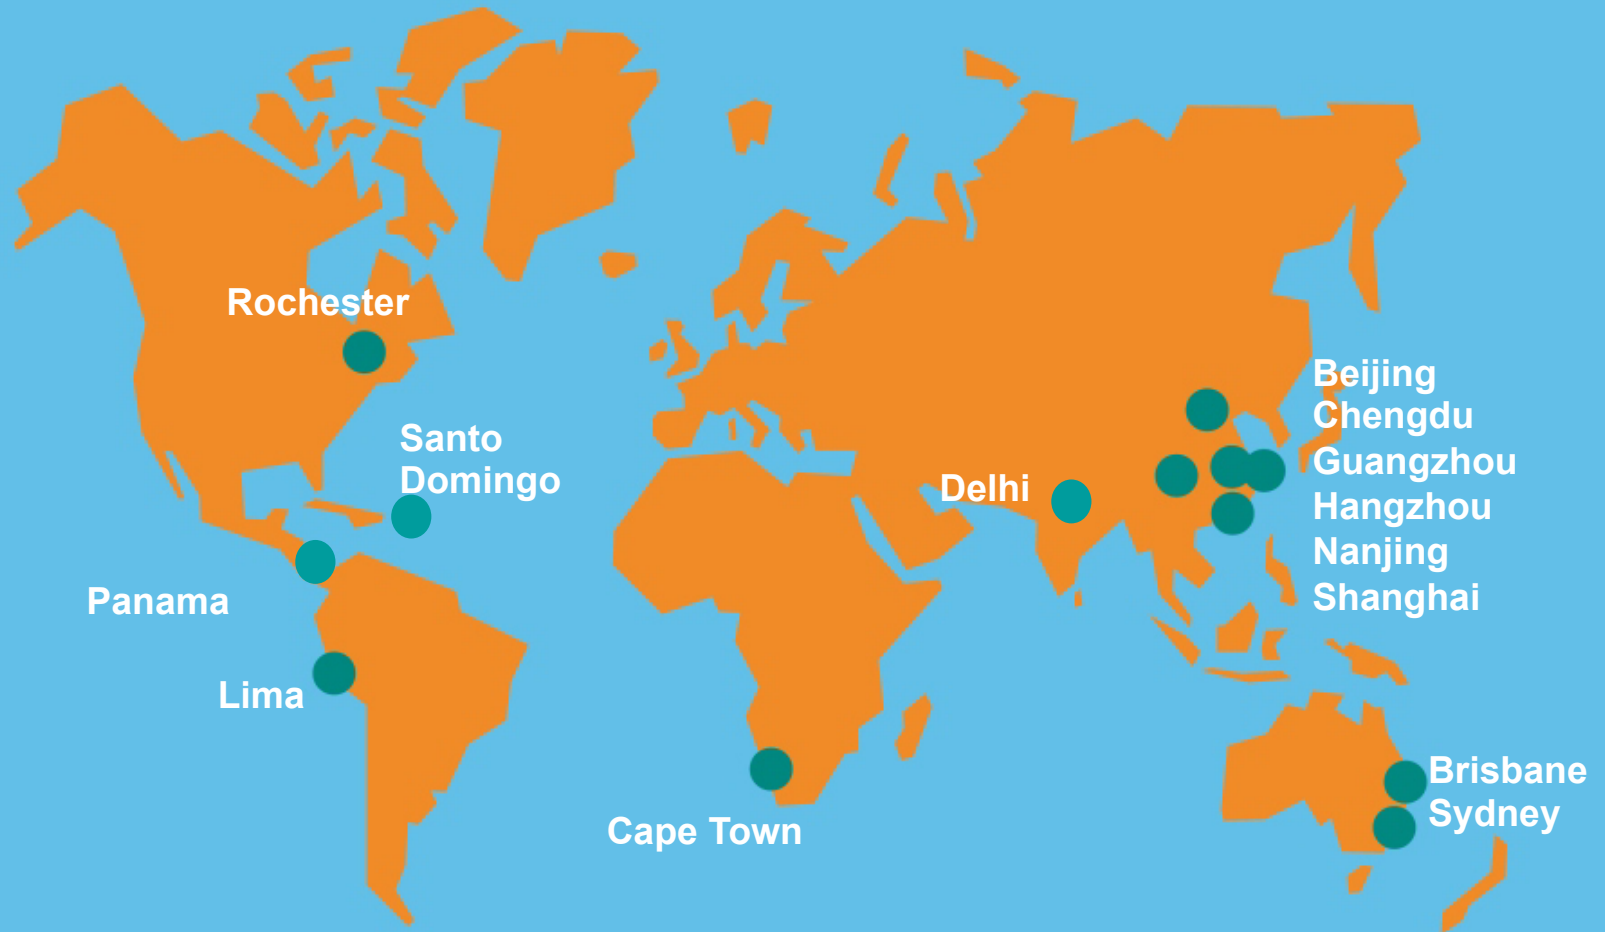 Rochester
Santo
Domingo
Panama
Lima
Cape Town
Delhi
Beijing
Chengdu
Guangzhou
Hangzhou
Nanjing
Shanghai
Brisbane
Sydney